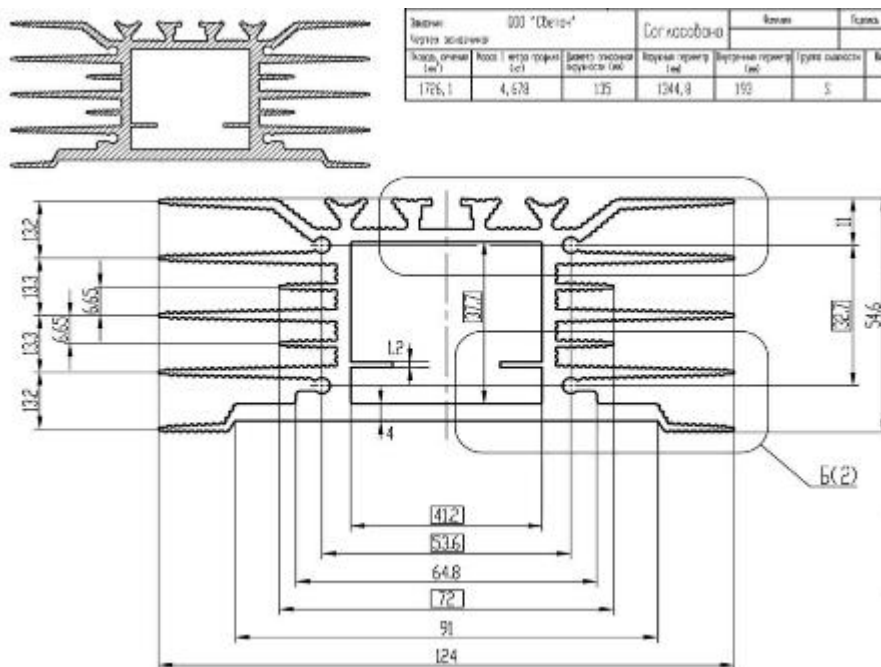 Заказчик
ООО "Светон"
Согласовано
Фамилия
Подпись
Чертеж заказчика
Площадь сечения (мм²)
Масса 1 метра профиля (кг)
Диаметр описанной окружности (мм)
Наружный периметр (мм)
Внутренний периметр (мм)
Группа сложности
1726,1
4,678
135
1344,8
193
5
13.2
13.3
6.65
6.65
13.3
13.2
37.7
1.2
4
11
32.7
54.6
Б(2)
41.2
53.6
64.8
72
91
124